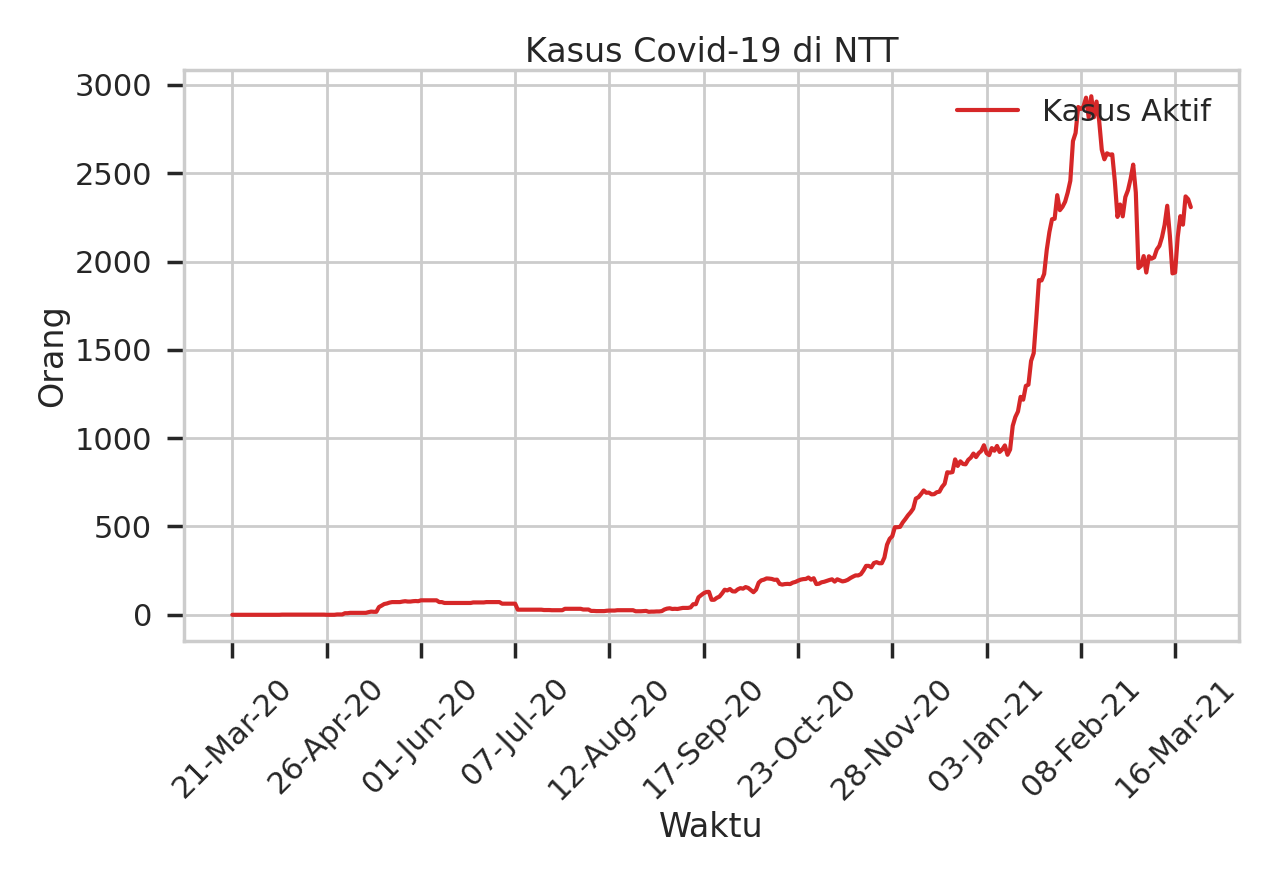 Kasus Covid-19 di NTT
Kasus Aktif
3000
2500
2000
1500
1000
500
0
Orang
21-Mar-20
26-Apr-20
01-Jun-20
07-Jul-20
12-Aug-20
17-Sep-20
23-Oct-20
28-Nov-20
03-Jan-21
08-Feb-21
16-Mar-21
Waktu